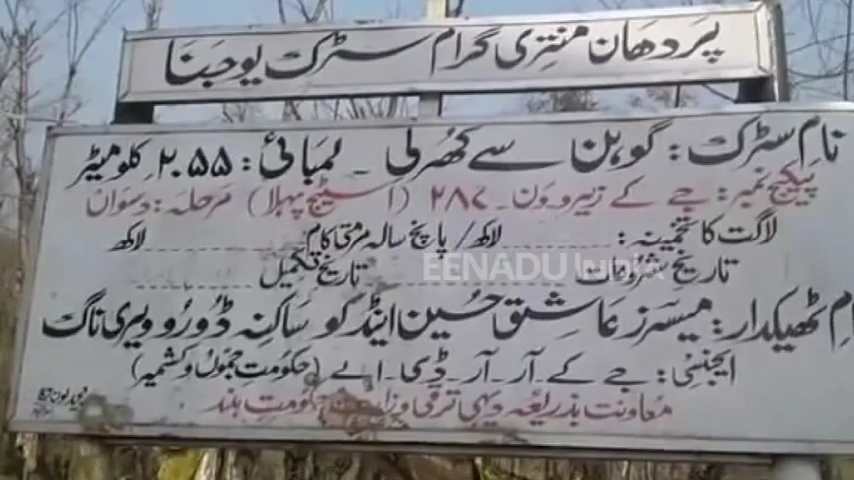 پردھان منتری گرام سڑک یوجنا
نام سڑک: گوہن سے کھرلی ۔ لمبائی: ۲.۵۵ کلومیٹر
پیکیج نمبر: جے کے زیرو ون۔ ۲۸۷ (اسٹیج پہلا) مرحلہ: دسواں
لاگت کا تخمینہ: ........ لاکھ/ پانچ سالہ مرمتی کام ........ لاکھ
تاریخ شروعات ........ تاریخ تکمیل ........
EENADU INDIA
ام ٹھیکدار: میسرز عاشق حسین اینڈ کو ساکنہ ڈورو ویری ناگ
ایجنسی: جے کے۔آر۔آر۔ڈی۔اے (حکومت جموں و کشمیر)
معاونت بذریعہ دیہی ترقی حکومت ہند